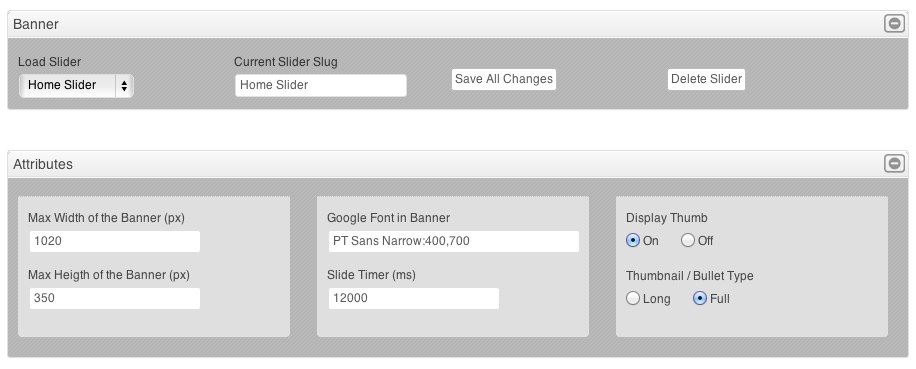 Banner
Load Slider
Home Slider
Current Slider Slug
Home Slider
Save All Changes
Delete Slider
Attributes
Max Width of the Banner (px)
1020
Max Heigth of the Banner (px)
350
Google Font in Banner
PT Sans Narrow:400,700
Slide Timer (ms)
12000
Display Thumb
On Off
Thumbnail / Bullet Type
Long Full